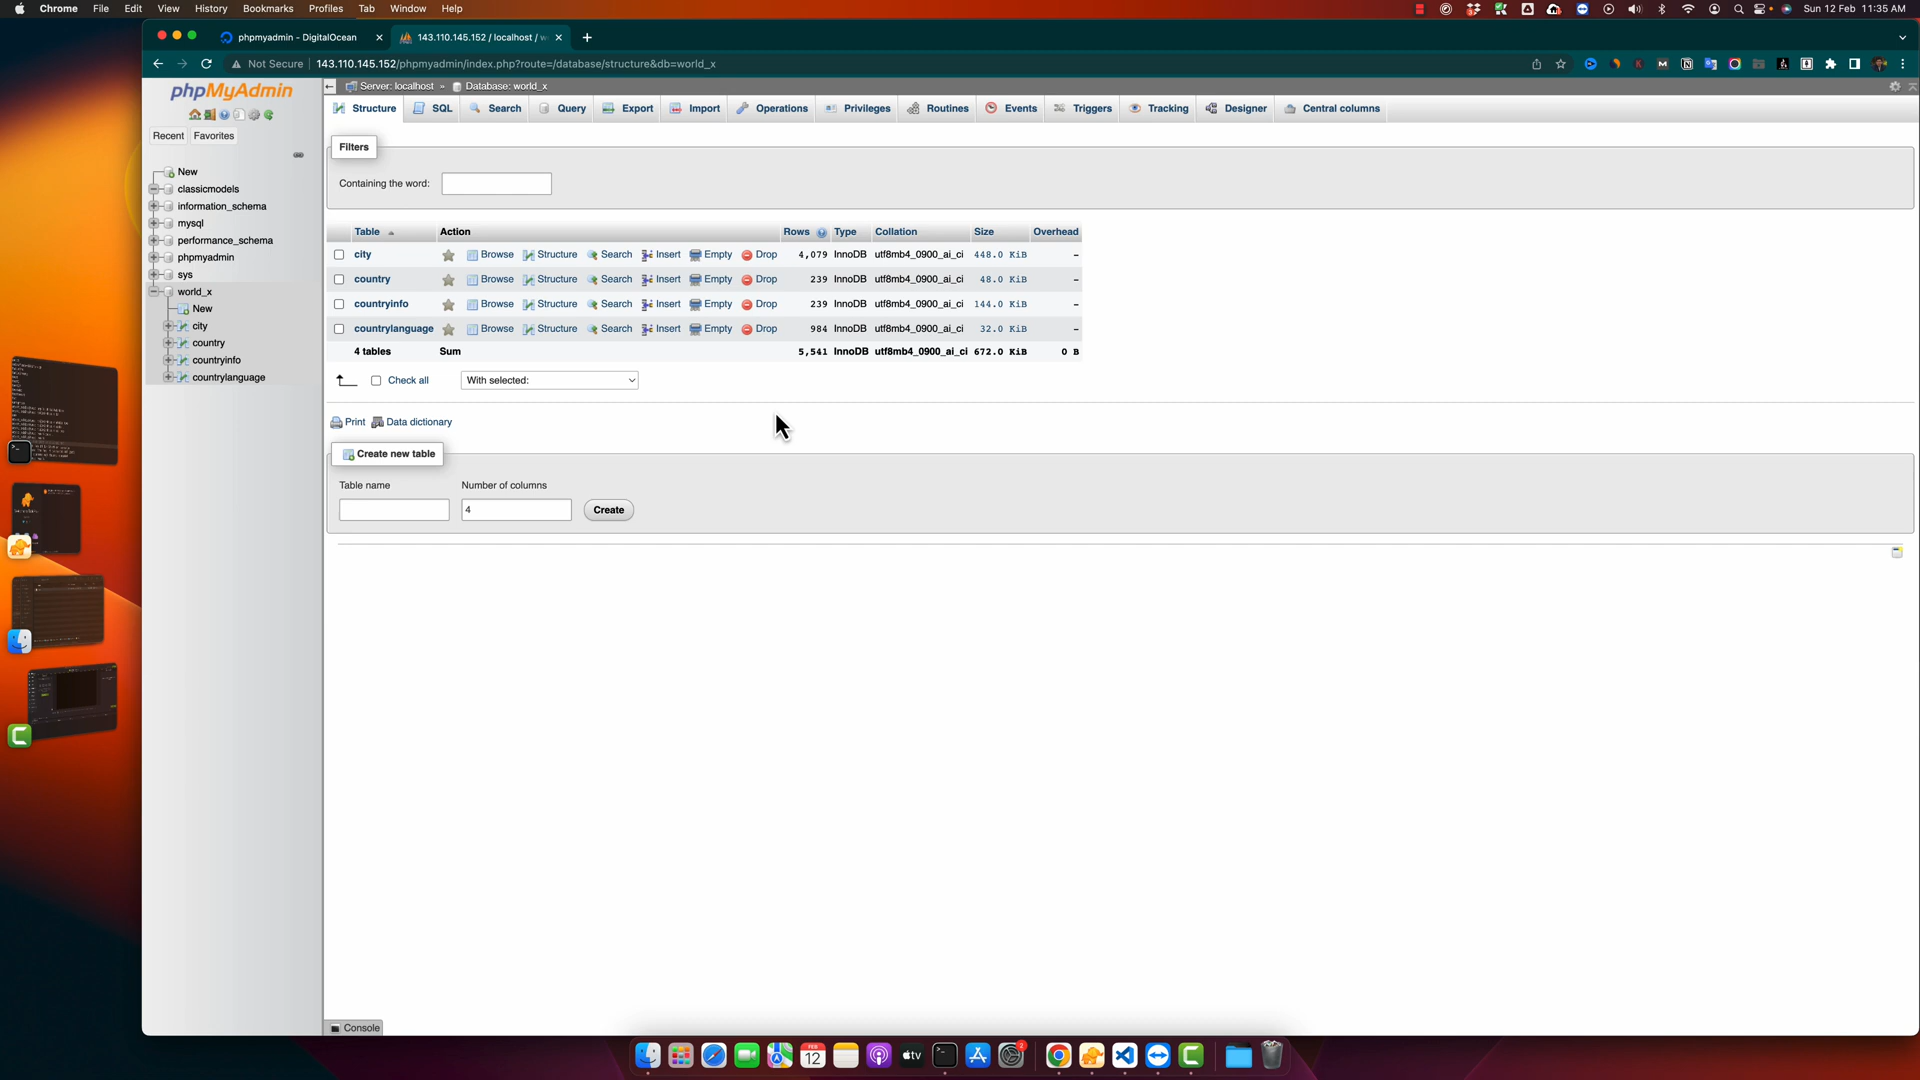 Chrome File Edit View History Bookmarks Profiles Tab Window Help
2 Sun 12 Feb 11:35 AM
phpmyadmin - DigitalOcean
143.110.145.152 / localhost / w
Not Secure 143.110.145.152/phpmyadmin/index.php?route=/database/structure&db=world_x
phpMyAdmin
Recent Favorites
New
classicmodels
information_schema
mysql
performance_schema
phpmyadmin
sys
world_x
New
city
country
countryinfo
countrylanguage
Server: localhost » Database: world_x
Structure SQL Search Query Export Import Operations Privileges Routines Events Triggers Tracking Designer Central columns
Filters
Containing the word:
Table Action Rows Type Collation Size Overhead
city Browse Structure Search Insert Empty Drop 4,079 InnoDB utf8mb4_0900_ai_ci 448.0 KiB -
country Browse Structure Search Insert Empty Drop 239 InnoDB utf8mb4_0900_ai_ci 48.0 KiB -
countryinfo Browse Structure Search Insert Empty Drop 239 InnoDB utf8mb4_0900_ai_ci 144.0 KiB -
countrylanguage Browse Structure Search Insert Empty Drop 984 InnoDB utf8mb4_0900_ai_ci 32.0 KiB -
4 tables Sum 5,541 InnoDB utf8mb4_0900_ai_ci 672.0 KiB 0 B
Check all With selected:
Print Data dictionary
Create new table
Table name Number of columns
4 Create
Console
FEB
12
tv
2